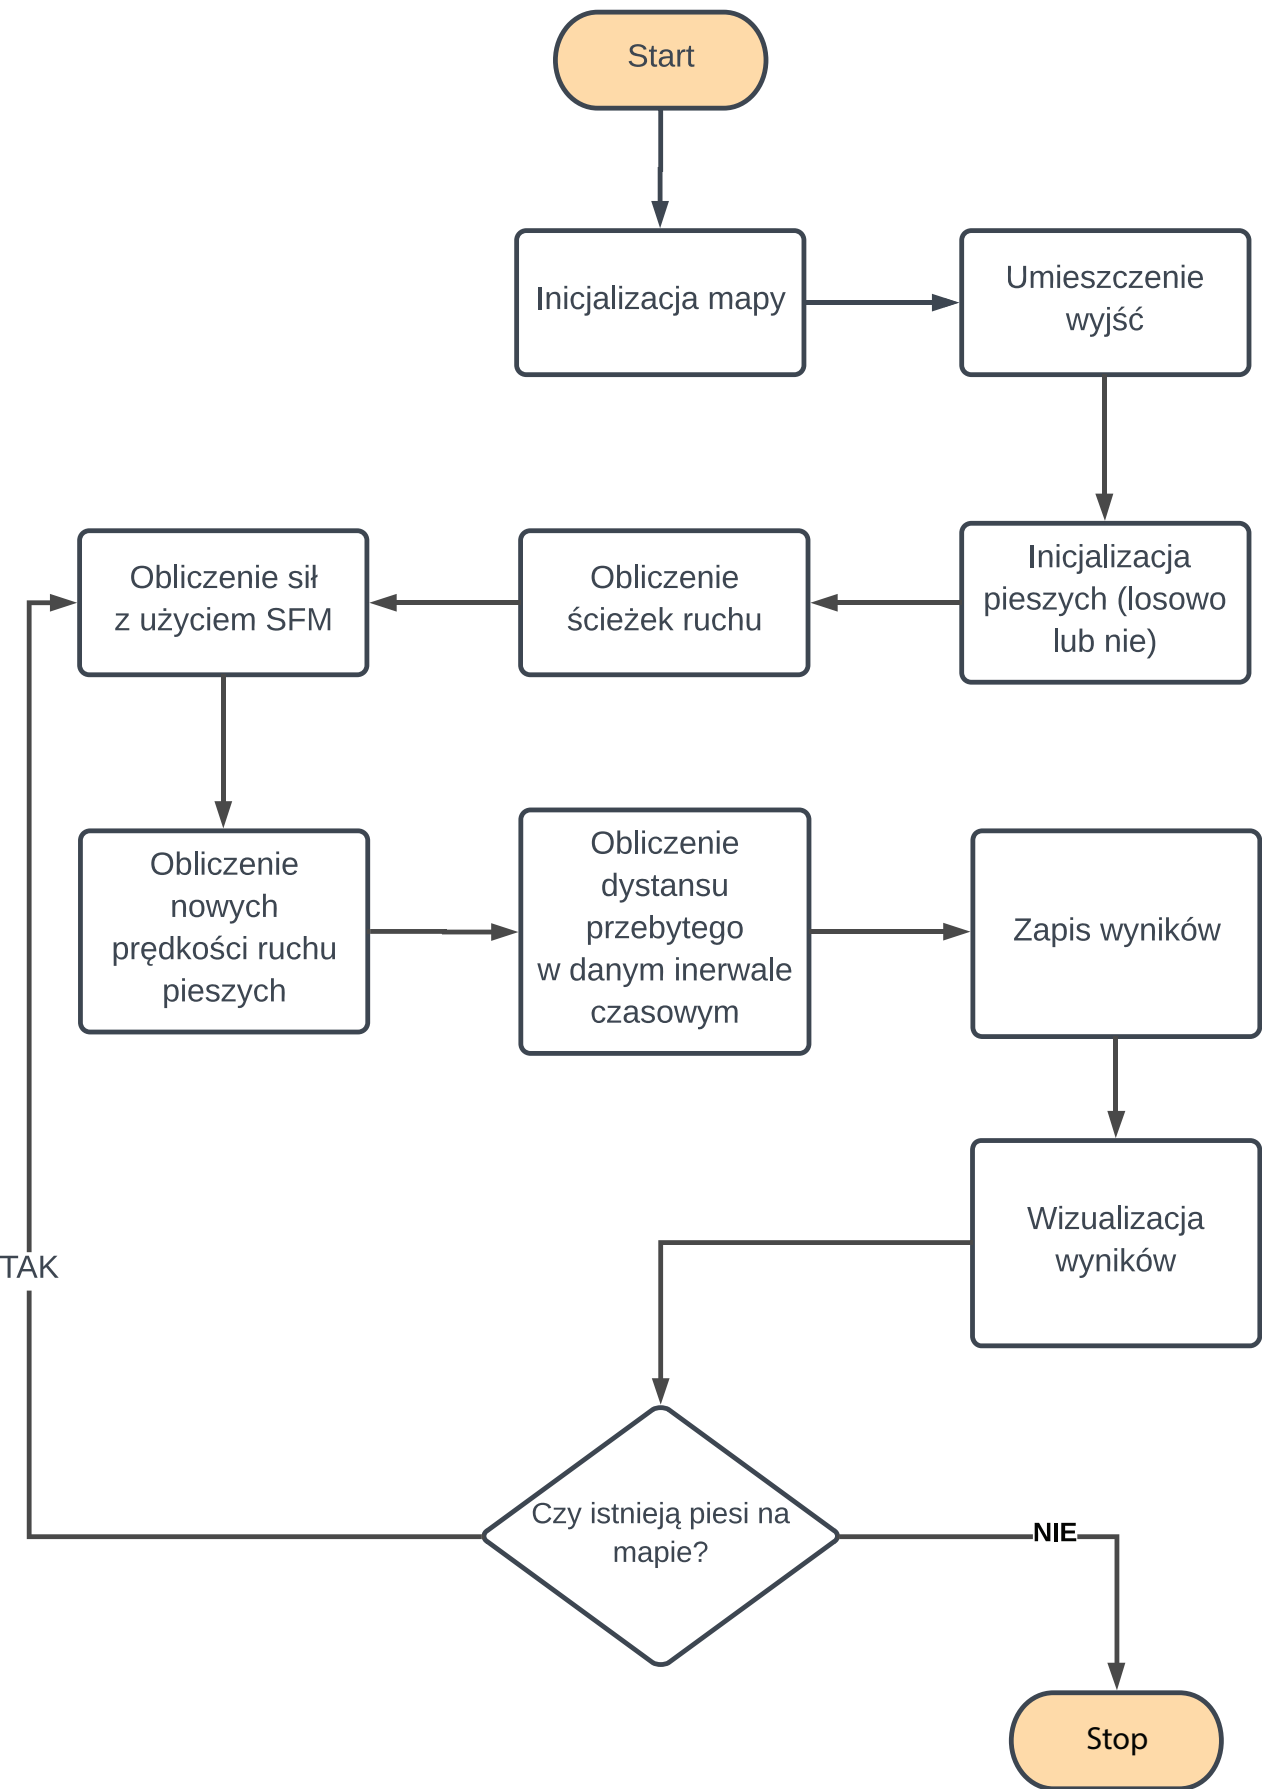 Start
Inicjalizacja mapy
Umieszczenie
wyjść
Inicjalizacja
pieszych (losowo
lub nie)
Obliczenie
ścieżek ruchu
Obliczenie sił
z użyciem SFM
Obliczenie
nowych
prędkości ruchu
pieszych
Obliczenie
dystansu
przebytego
w danym inerwale
czasowym
Zapis wyników
Wizualizacja
wyników
Czy istnieją piesi na
mapie?
TAK
NIE
Stop